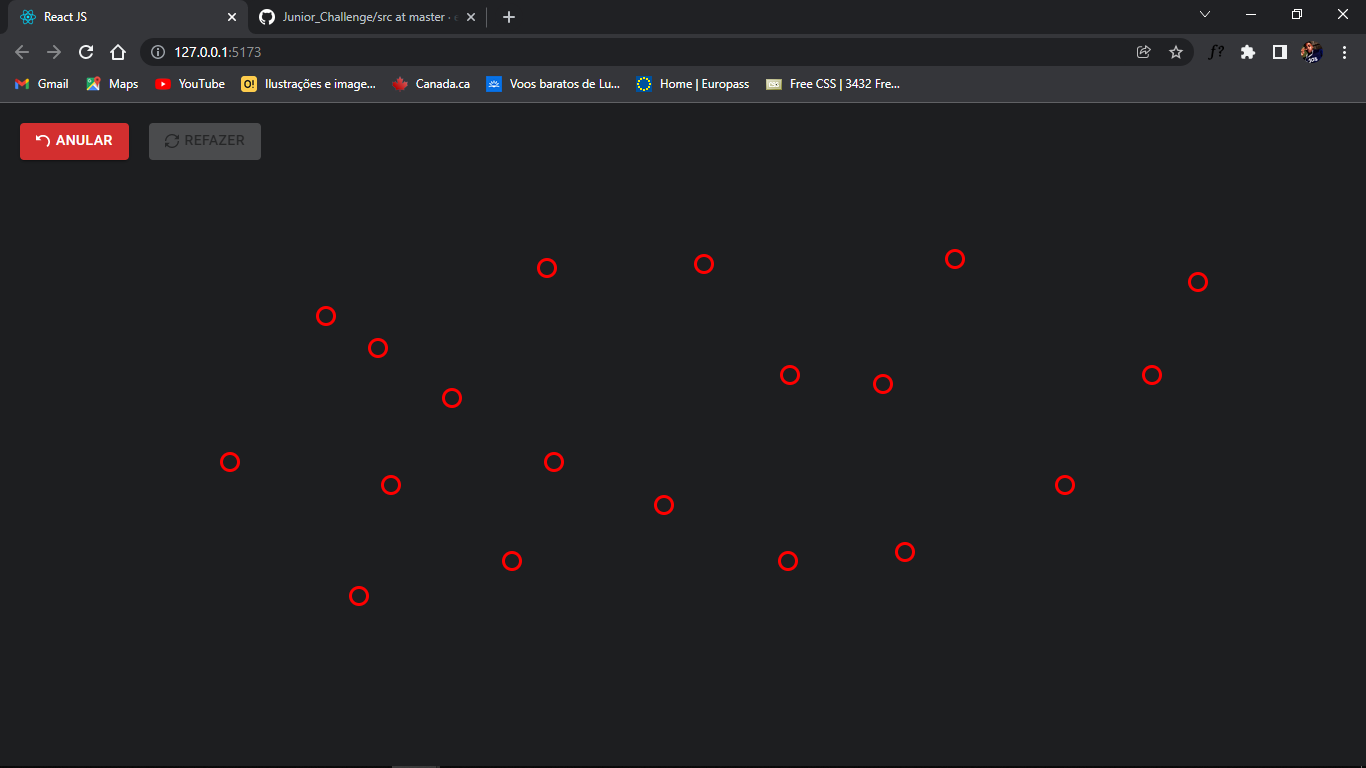 React JS
Junior_Challenge/src at master ·
127.0.0.1:5173
f?
Gmail Maps YouTube O! Ilustrações e image... Canada.ca Voos baratos de Lu... Home | Europass CSS Free CSS | 3432 Fre...
ANULAR REFAZER